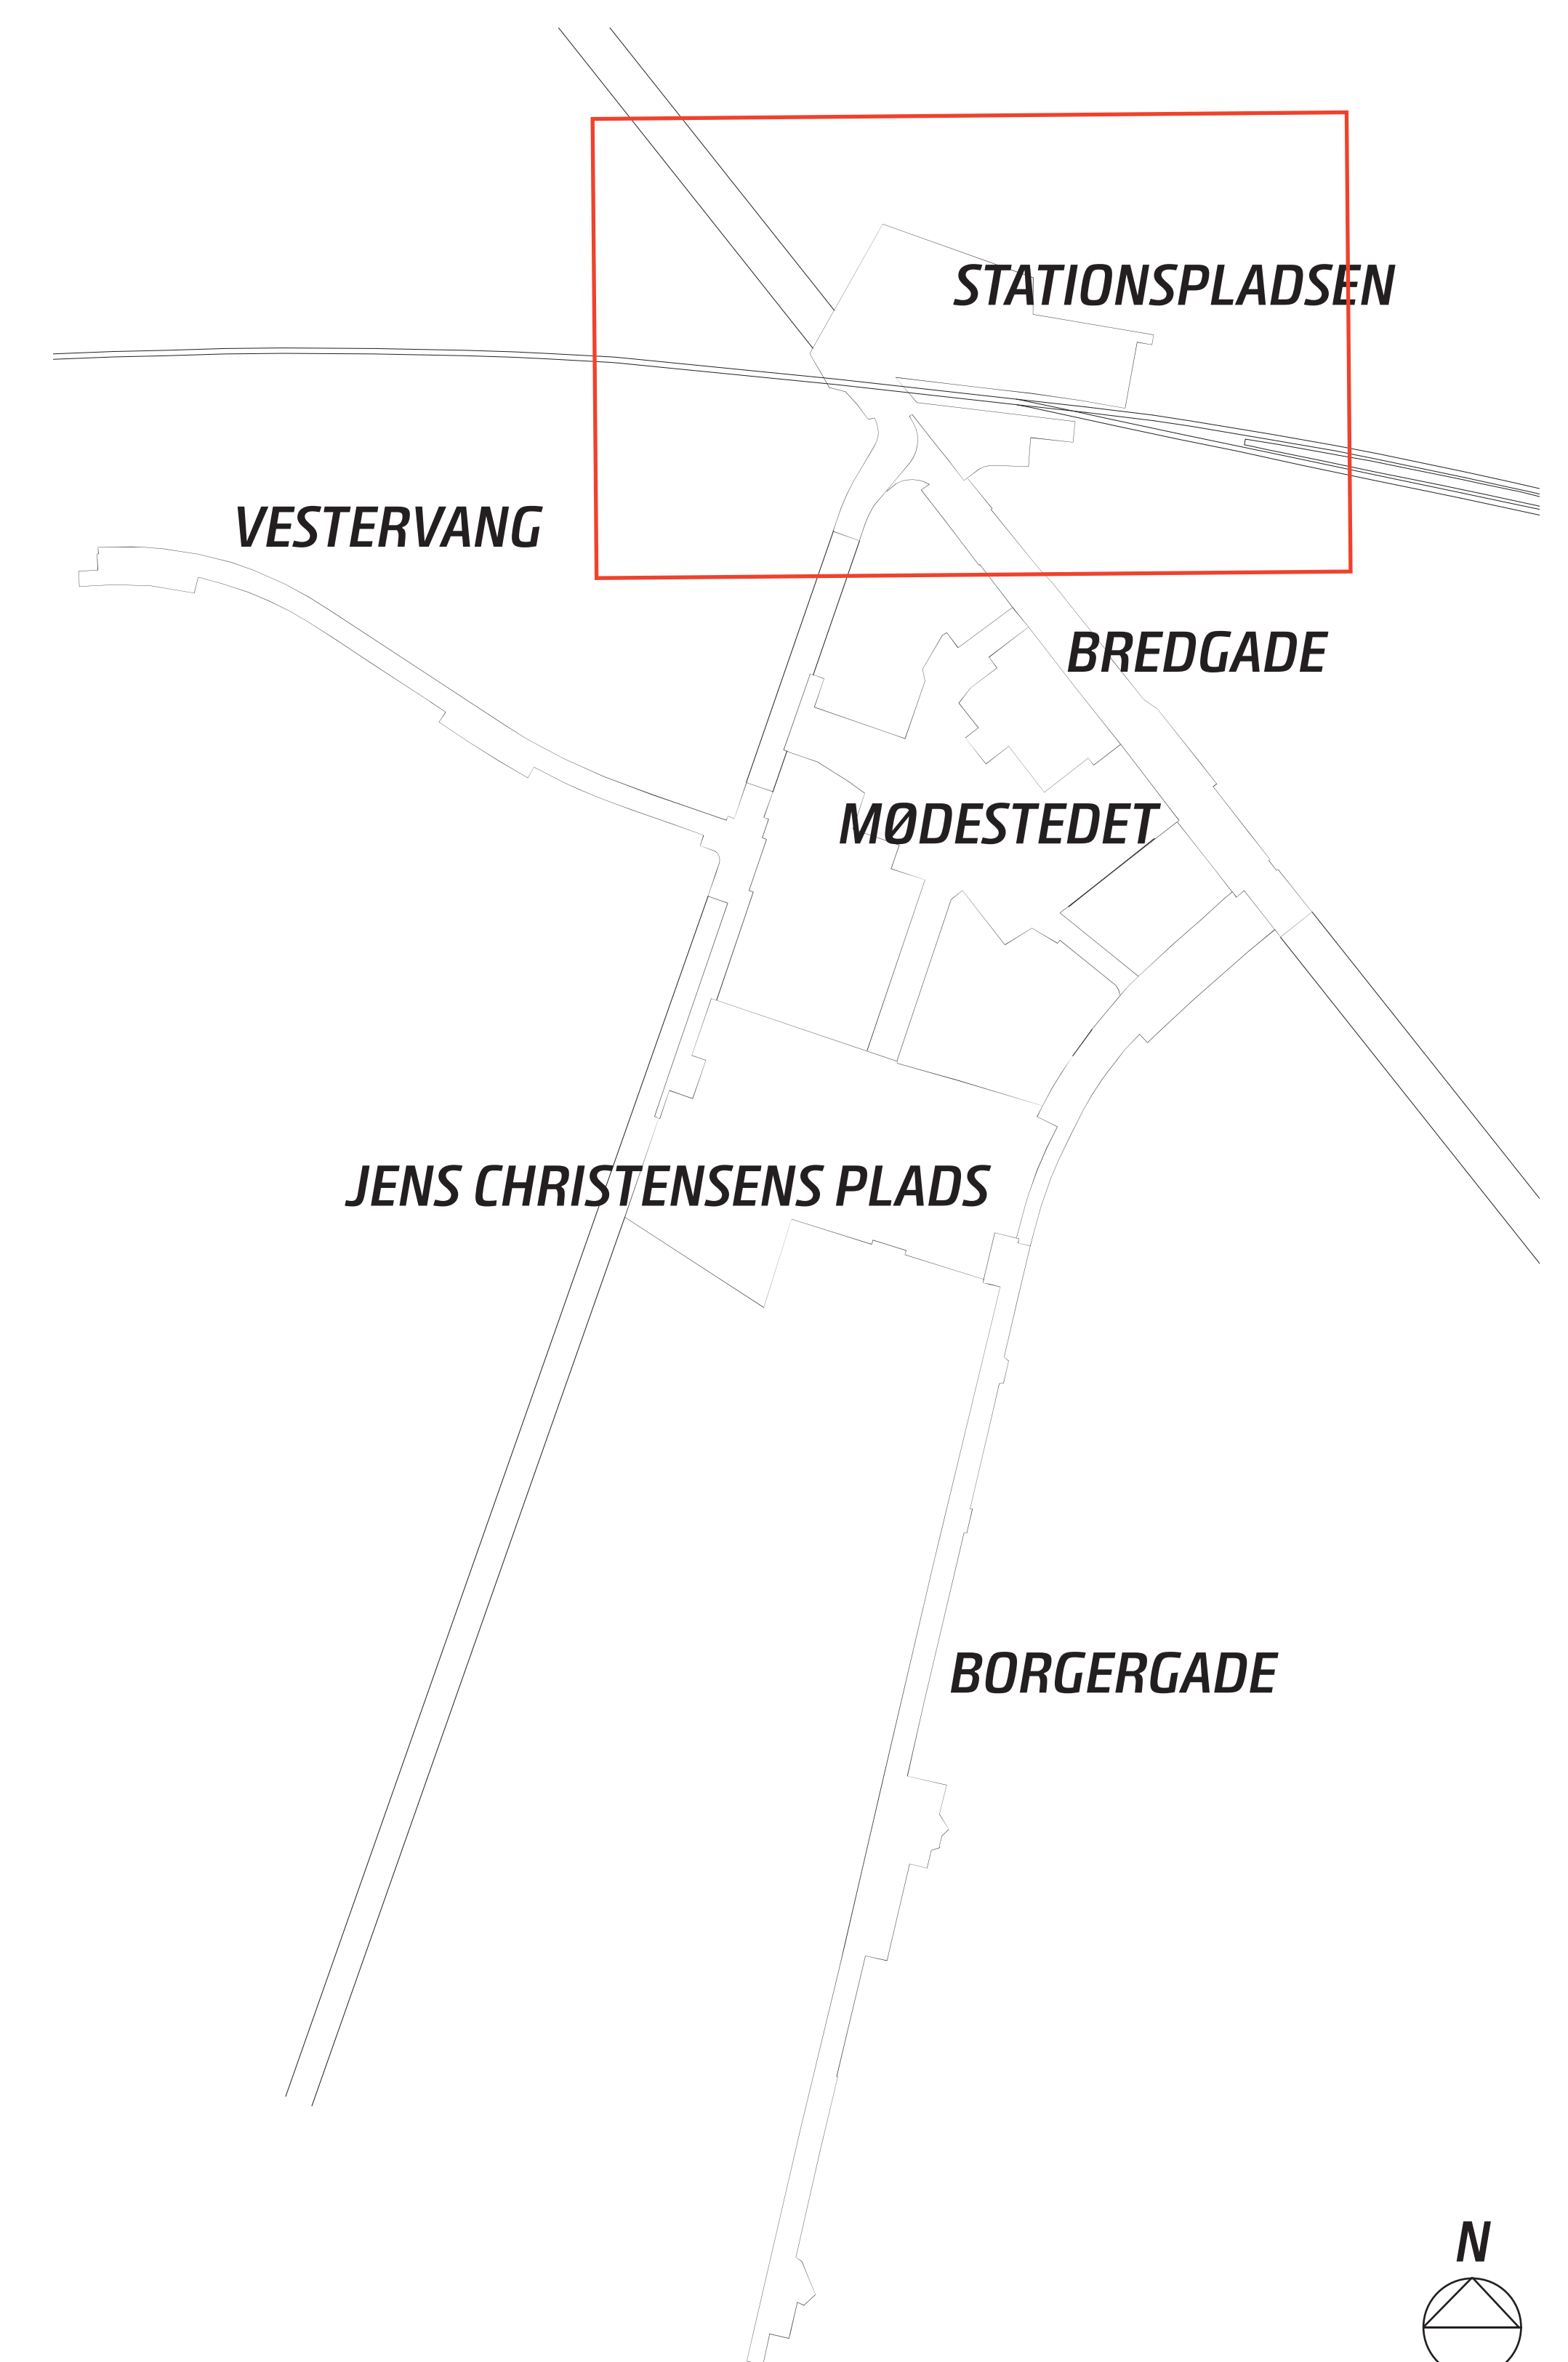 STATIONSPLADSEN
VESTERVANG
BREDGADE
MØDESTEDET
JENS CHRISTENSENS PLADS
BORGERGADE
N